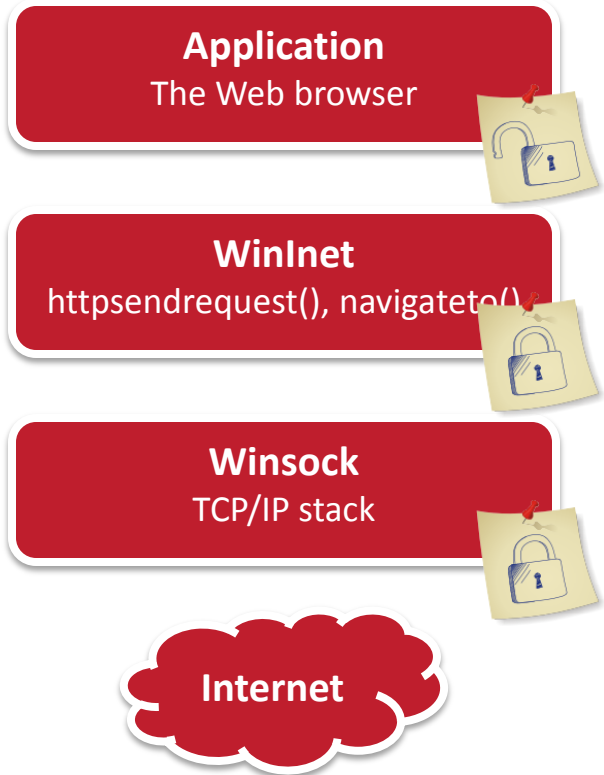 Application
The Web browser
WinInet
httpsendrequest(), navigateto()
Winsock
TCP/IP stack
Internet